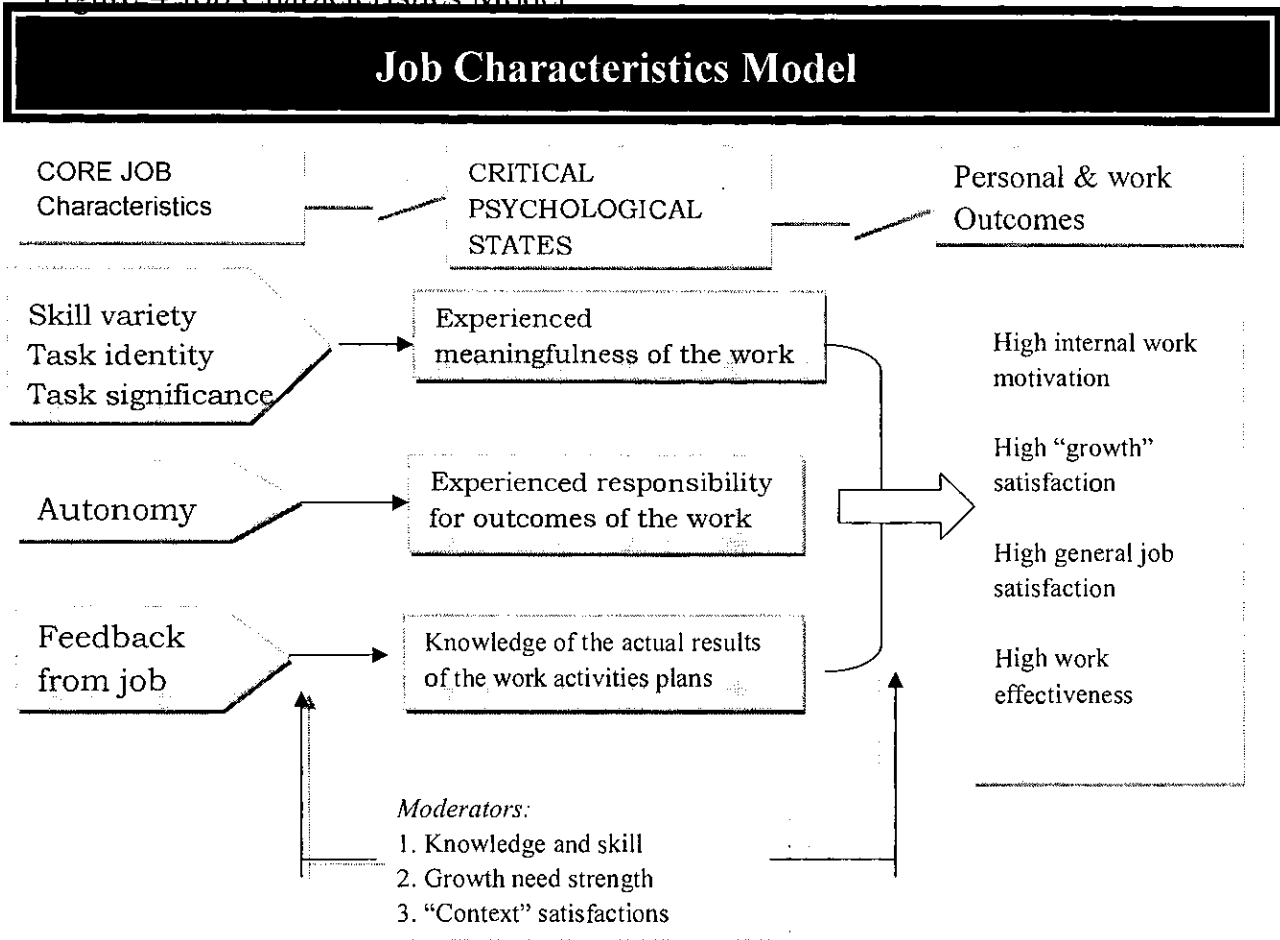 Job Characteristics Model
Job Characteristics Model
CORE JOB
Characteristics
CRITICAL
PSYCHOLOGICAL
STATES
Personal & work
Outcomes
Skill variety
Task identity
Task significance
Experienced
meaningfulness of the work
Autonomy
Experienced responsibility
for outcomes of the work
Feedback
from job
Knowledge of the actual results
of the work activities plans
High internal work
motivation
High “growth”
satisfaction
High general job
satisfaction
High work
effectiveness
Moderators:
1. Knowledge and skill
2. Growth need strength
3. “Context” satisfactions